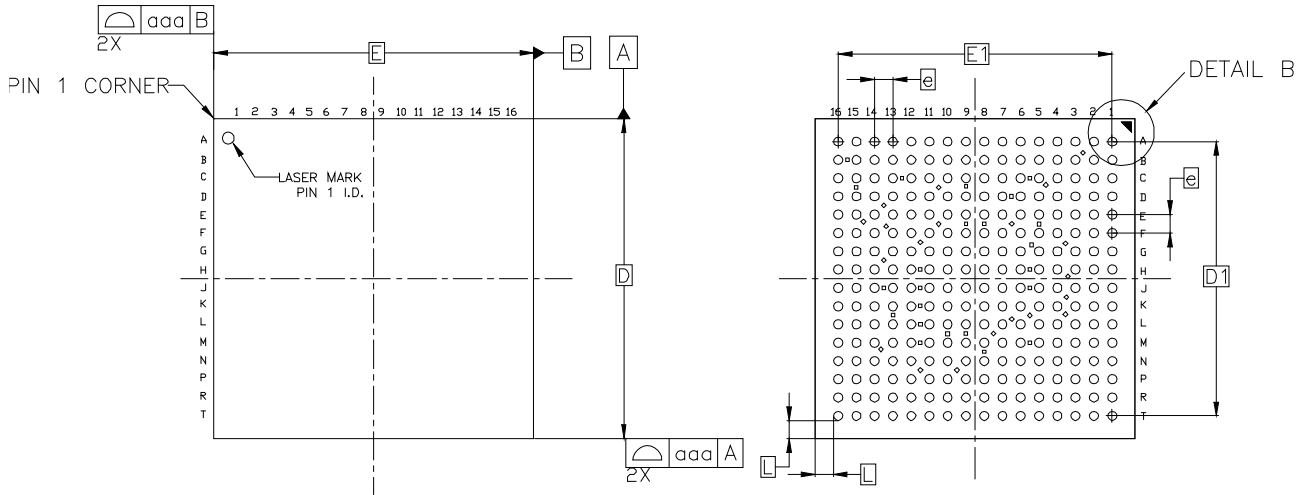 aaa B
2X
E
B
A
PIN 1 CORNER
1 2 3 4 5 6 7 8 9 10 11 12 13 14 15 16
A
B
C
D
E
F
G
H
J
K
L
M
N
P
R
T
LASER MARK
PIN 1 I.D.
D
aaa A
2X
E1
e
DETAIL B
16 15 14 13 12 11 10 9 8 7 6 5 4 3 2 1
A
B
C
D
E
F
G
H
J
K
L
M
N
P
R
T
e
D1
L
L